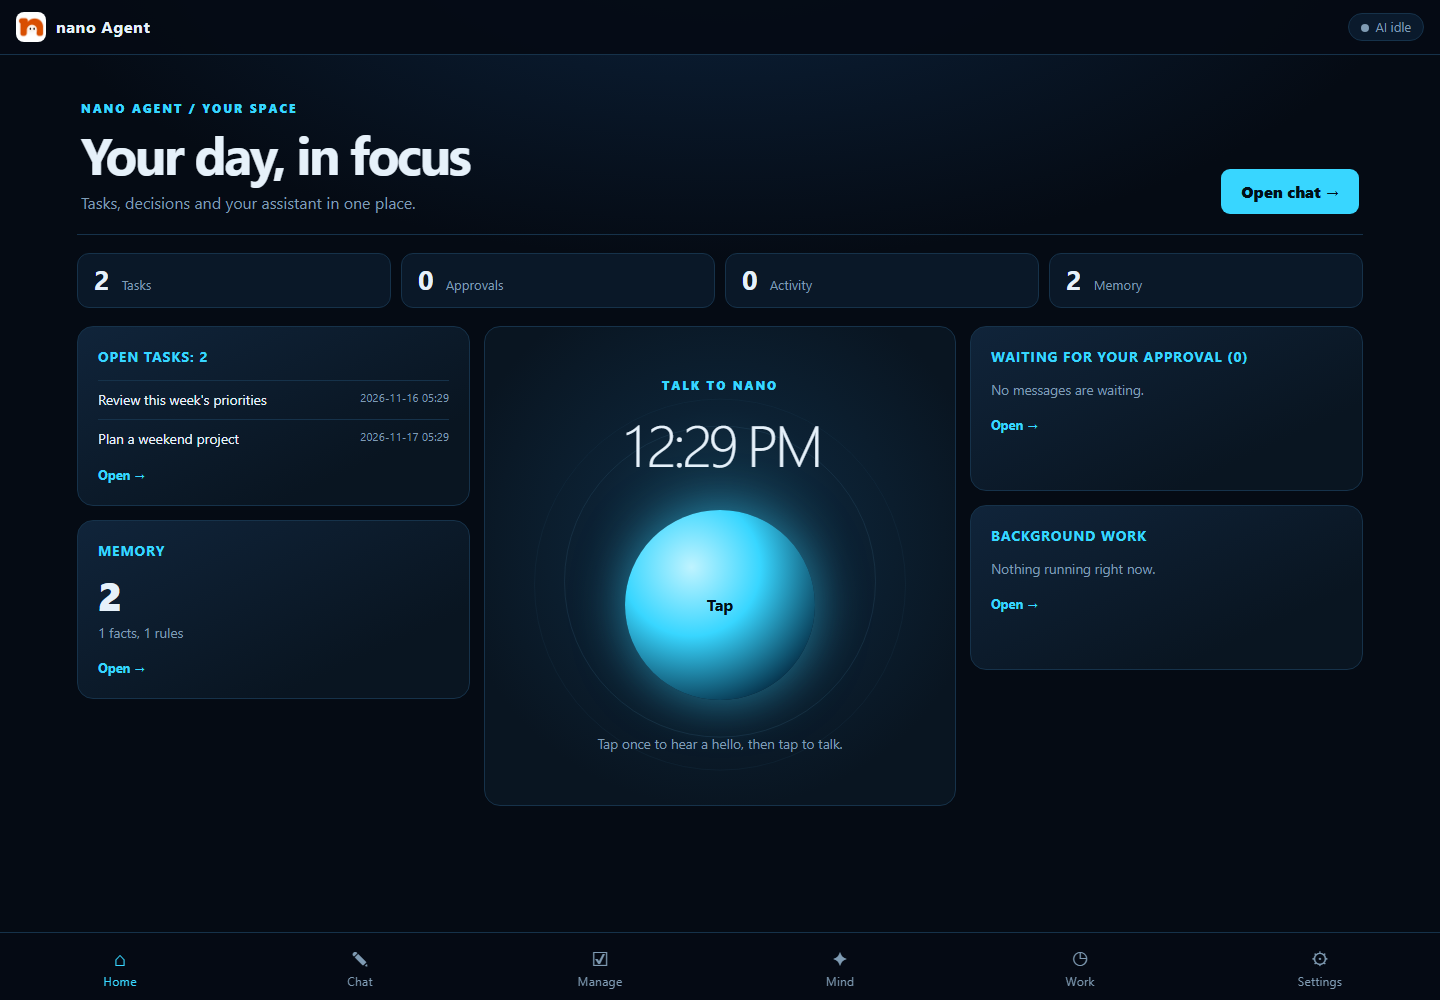 nano Agent
AI idle
NANO AGENT / YOUR SPACE
Your day, in focus
Tasks, decisions and your assistant in one place.
Open chat →
2 Tasks
0 Approvals
0 Activity
2 Memory
OPEN TASKS: 2
Review this week's priorities 2026-11-16 05:29
Plan a weekend project 2026-11-17 05:29
Open →
MEMORY
2
1 facts, 1 rules
Open →
TALK TO NANO
12:29 PM
Tap
Tap once to hear a hello, then tap to talk.
WAITING FOR YOUR APPROVAL (0)
No messages are waiting.
Open →
BACKGROUND WORK
Nothing running right now.
Open →
Home
Chat
Manage
Mind
Work
Settings